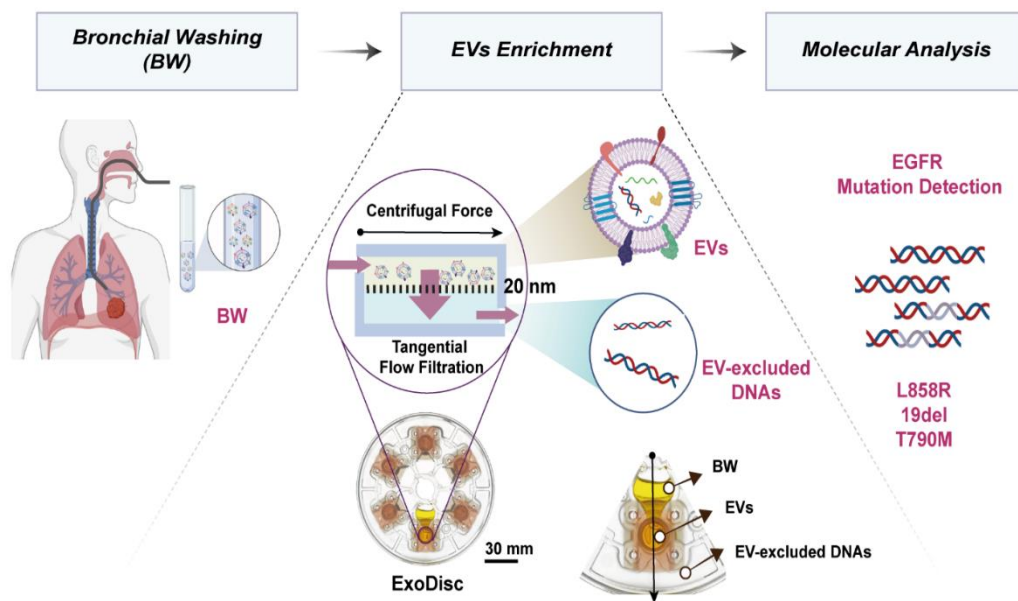 Bronchial Washing
(BW)
EVs Enrichment
Molecular Analysis
BW
Centrifugal Force
20 nm
Tangential
Flow Filtration
EVs
EV-excluded
DNAs
ExoDisc
30 mm
BW
EVs
EV-excluded DNAs
EGFR
Mutation Detection
L858R
19del
T790M